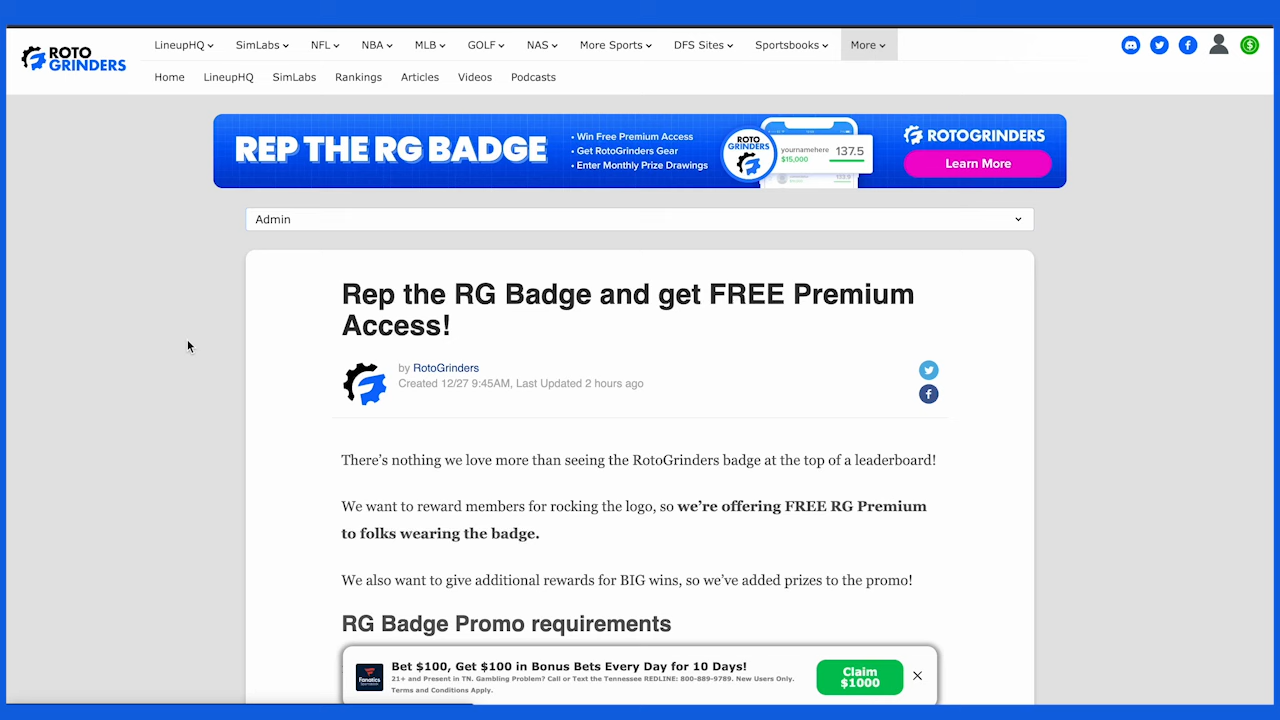 ROTO
GRINDERS
LineupHQ SimLabs NFL NBA MLB GOLF NAS More Sports DFS Sites Sportsbooks More
Home LineupHQ SimLabs Rankings Articles Videos Podcasts
REP THE RG BADGE
• Win Free Premium Access
• Get RotoGrinders Gear
• Enter Monthly Prize Drawings
ROTO
GRINDERS
yournamehere 137.5
$15,000
ROTOGRINDERS
Learn More
Admin
Rep the RG Badge and get FREE Premium
Access!
by RotoGrinders
Created 12/27 9:45AM, Last Updated 2 hours ago
There's nothing we love more than seeing the RotoGrinders badge at the top of a leaderboard!
We want to reward members for rocking the logo, so we're offering FREE RG Premium
to folks wearing the badge.
We also want to give additional rewards for BIG wins, so we've added prizes to the promo!
RG Badge Promo requirements
Fanatics
Bet $100, Get $100 in Bonus Bets Every Day for 10 Days!
21+ and Present in TN. Gambling Problem? Call or Text the Tennessee REDLINE: 800-889-9789. New Users Only.
Terms and Conditions Apply.
Claim
$1000